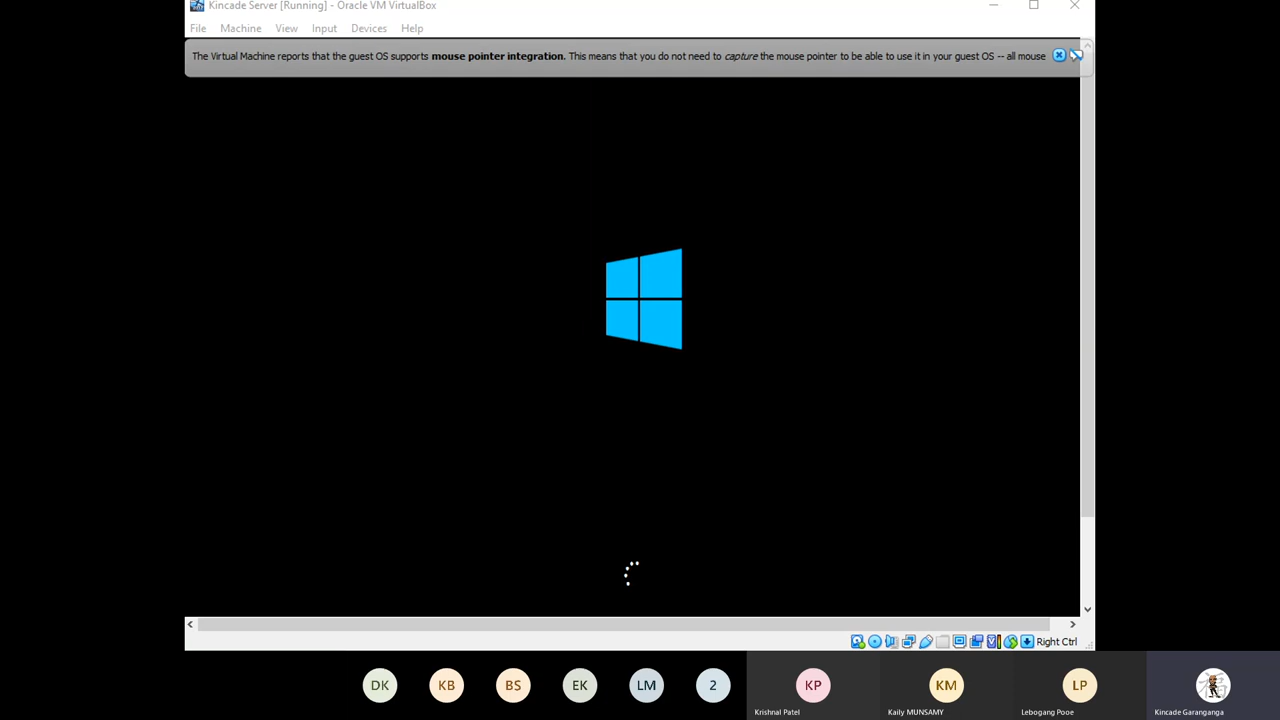 Kincade Server [Running] - Oracle VM VirtualBox
File Machine View Input Devices Help
The Virtual Machine reports that the guest OS supports mouse pointer integration. This means that you do not need to capture the mouse pointer to be able to use it in your guest OS -- all mouse
Right Ctrl
DK KB BS EK LM 2 KP KM LP
Krishnal Patel Kaily MUNSAMY Lebogang Pooe Kincade Garanganga